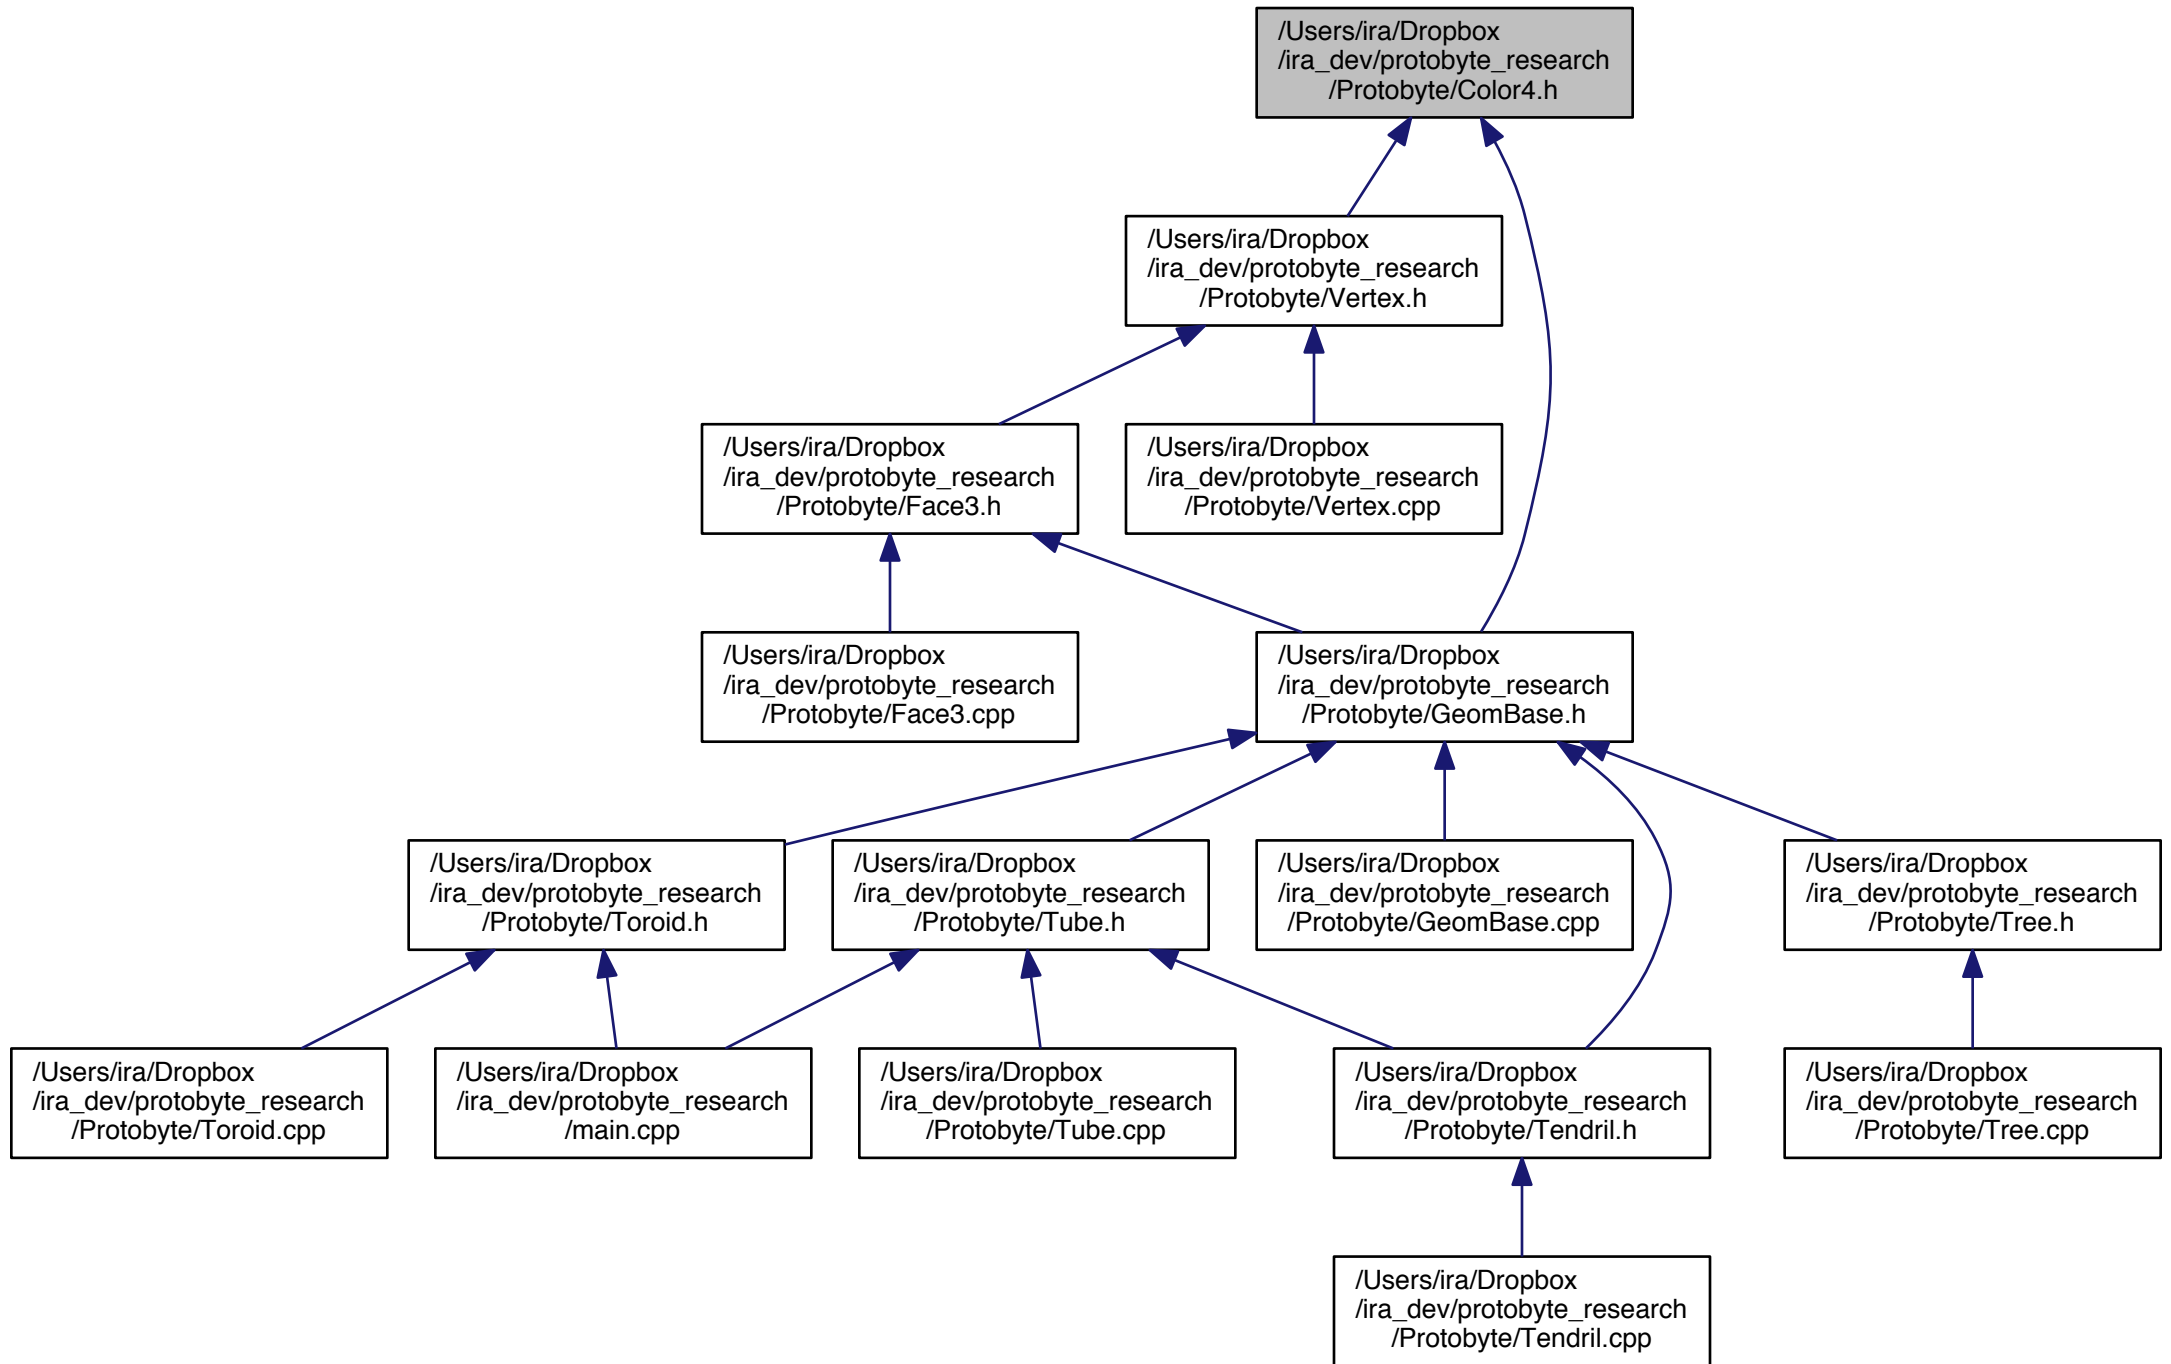 /Users/ira/Dropbox
/ira_dev/protobyte_research
/Protobyte/Color4.h
/Users/ira/Dropbox
/ira_dev/protobyte_research
/Protobyte/Vertex.h
/Users/ira/Dropbox
/ira_dev/protobyte_research
/Protobyte/Face3.h
/Users/ira/Dropbox
/ira_dev/protobyte_research
/Protobyte/Vertex.cpp
/Users/ira/Dropbox
/ira_dev/protobyte_research
/Protobyte/Face3.cpp
/Users/ira/Dropbox
/ira_dev/protobyte_research
/Protobyte/GeomBase.h
/Users/ira/Dropbox
/ira_dev/protobyte_research
/Protobyte/Toroid.h
/Users/ira/Dropbox
/ira_dev/protobyte_research
/Protobyte/Tube.h
/Users/ira/Dropbox
/ira_dev/protobyte_research
/Protobyte/GeomBase.cpp
/Users/ira/Dropbox
/ira_dev/protobyte_research
/Protobyte/Tree.h
/Users/ira/Dropbox
/ira_dev/protobyte_research
/Protobyte/Toroid.cpp
/Users/ira/Dropbox
/ira_dev/protobyte_research
/main.cpp
/Users/ira/Dropbox
/ira_dev/protobyte_research
/Protobyte/Tube.cpp
/Users/ira/Dropbox
/ira_dev/protobyte_research
/Protobyte/Tendril.h
/Users/ira/Dropbox
/ira_dev/protobyte_research
/Protobyte/Tree.cpp
/Users/ira/Dropbox
/ira_dev/protobyte_research
/Protobyte/Tendril.cpp